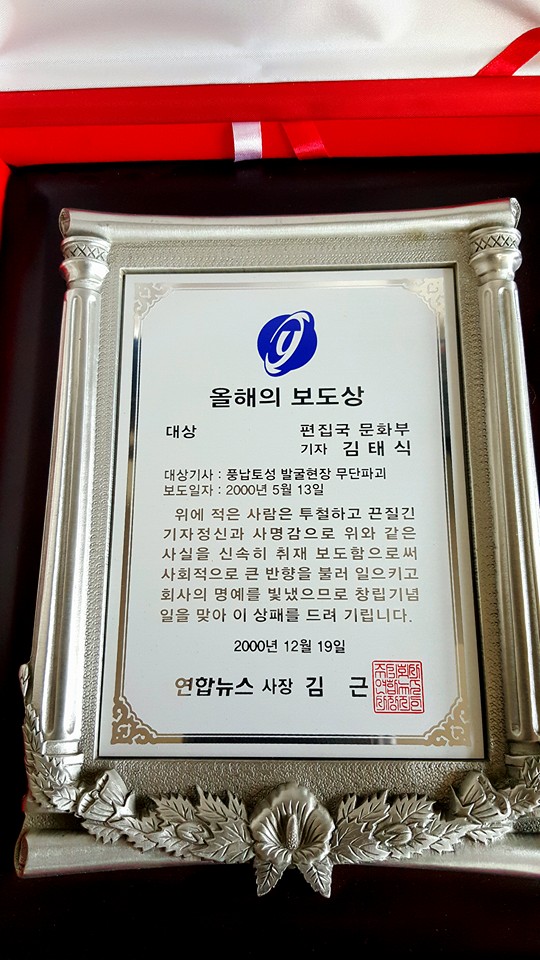 y
올해의 보도상
대상 편집국 문화부
기자 김태식
대상기사 : 풍납토성 발굴현장 무단파괴
보도일자 : 2000년 5월 13일
위에 적은 사람은 투철하고 끈질긴
기자정신과 사명감으로 위와 같은
사실을 신속히 취재 보도함으로써
사회적으로 큰 반향을 불러 일으키고
회사의 명예를 빛냈으므로 창립기념
일을 맞아 이 상패를 드려 기립니다.
2000년 12월 19일
연합뉴스 사장 김 근